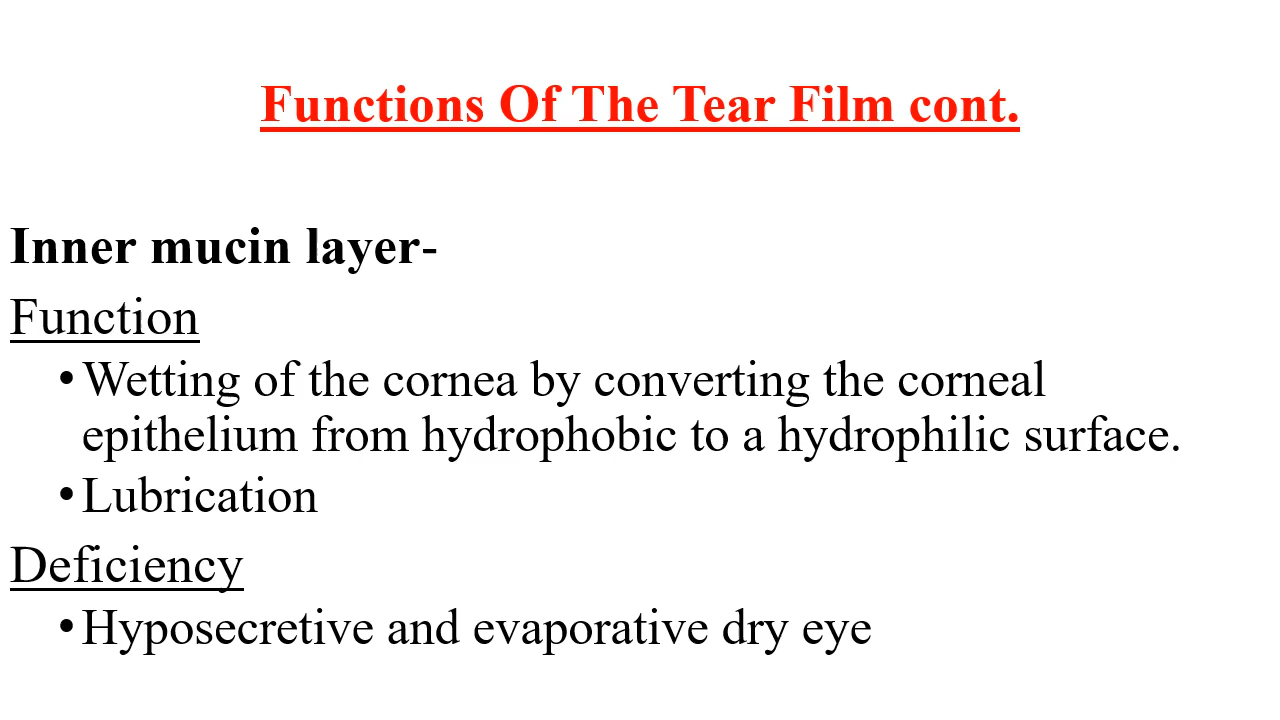 Functions Of The Tear Film cont.
Inner mucin layer-
Function
•Wetting of the cornea by converting the corneal
epithelium from hydrophobic to a hydrophilic surface.
•Lubrication
Deficiency
•Hyposecretive and evaporative dry eye